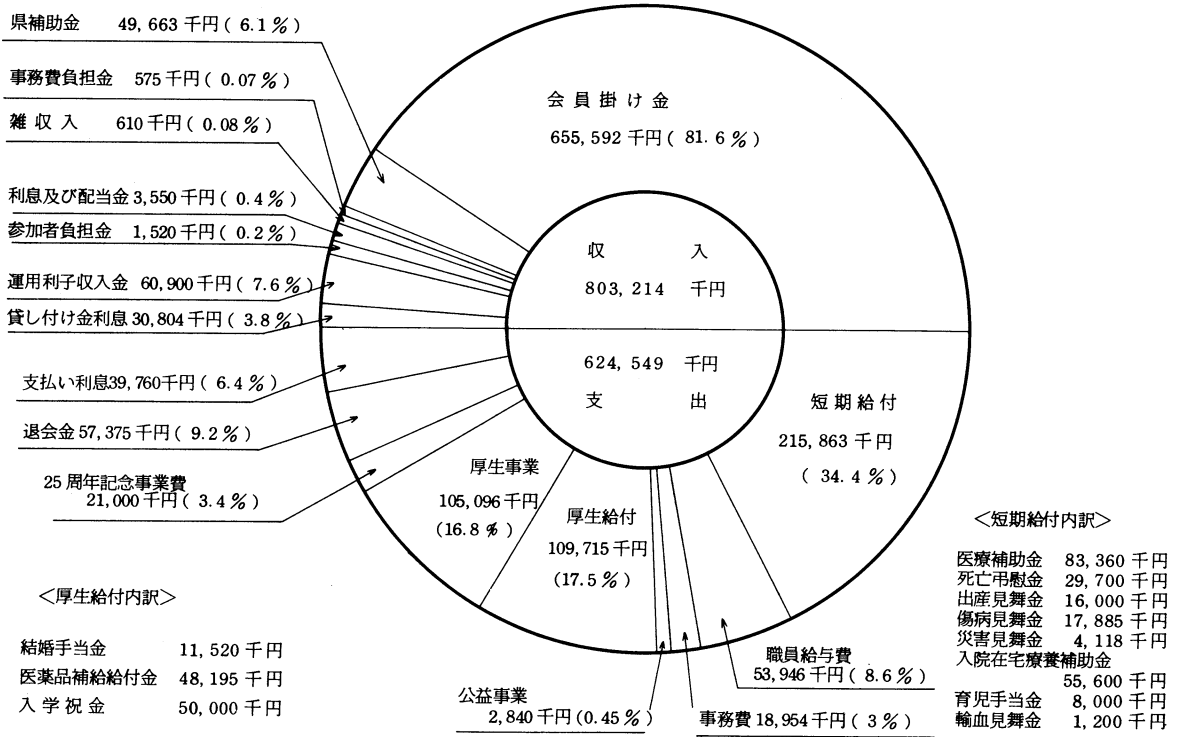 県補助金 49,663千円(6.1%)
事務費負担金 575千円(0.07%)
雑収入 610千円(0.08%)
利息及び配当金 3,550千円(0.4%)
参加者負担金 1,520千円(0.2%)
運用利子収入金 60,900千円(7.6%)
貸し付け金利息 30,804千円(3.8%)
会員掛け金
655,592千円(81.6%)
収入
803,214 千円
624,549 千円
支出
支払い利息39,760千円(6.4%)
退会金 57,375千円(9.2%)
25周年記念事業費
21,000千円(3.4%)
厚生事業
105,096千円
(16.8%)
厚生給付
109,715千円
(17.5%)
短期給付
215,863千円
(34.4%)
公益事業
2,840千円(0.45%)
事務費 18,954千円(3%)
職員給与費
53,946千円(8.6%)
<厚生給付内訳>
結婚手当金 11,520千円
医薬品補給給付金 48,195千円
入学祝金 50,000千円
<短期給付内訳>
医療補助金 83,360千円
死亡弔慰金 29,700千円
出産見舞金 16,000千円
傷病見舞金 17,885千円
災害見舞金 4,118千円
入院在宅療養補助金
55,600千円
育児手当金 8,000千円
輸血見舞金 1,200千円